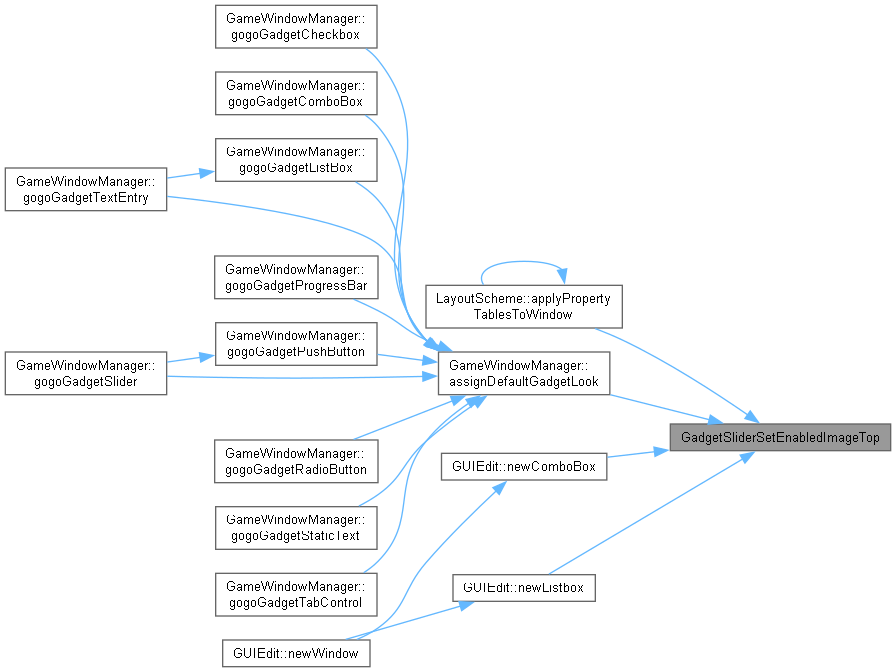 GameWindowManager::
gogoGadgetCheckbox
GameWindowManager::
gogoGadgetComboBox
GameWindowManager::
gogoGadgetListBox
GameWindowManager::
gogoGadgetTextEntry
GameWindowManager::
gogoGadgetProgressBar
LayoutScheme::applyProperty
TablesToWindow
GameWindowManager::
gogoGadgetPushButton
GameWindowManager::
gogoGadgetSlider
GameWindowManager::
assignDefaultGadgetLook
GadgetSliderSetEnabledImageTop
GameWindowManager::
gogoGadgetRadioButton
GUIEdit::newComboBox
GameWindowManager::
gogoGadgetStaticText
GameWindowManager::
gogoGadgetTabControl
GUIEdit::newListbox
GUIEdit::newWindow